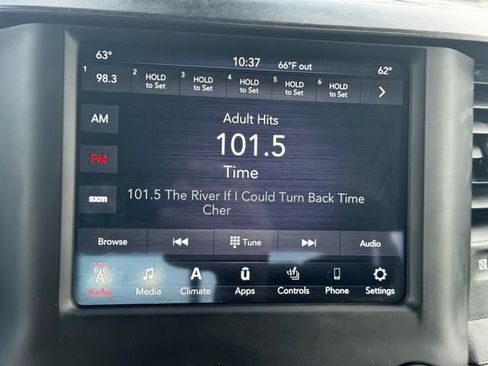 63° 10:37 66°F out 62°
1 98.3 2 HOLD to Set 3 HOLD to Set 4 HOLD to Set 5 HOLD to Set 6 HOLD to Set
AM
FM
sxm
Adult Hits
101.5
Time
101.5 The River If I Could Turn Back Time
Cher
Browse Tune Audio
Radio Media Climate Apps Controls Phone Settings